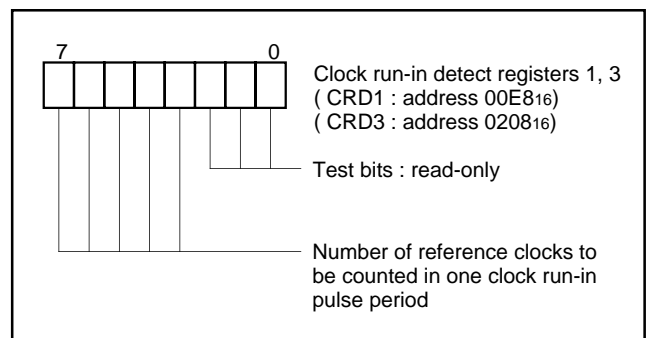 7 0
Clock run-in detect registers 1, 3
( CRD1 : address 00E816)
( CRD3 : address 020816)
Test bits : read-only
Number of reference clocks to
be counted in one clock run-in
pulse period